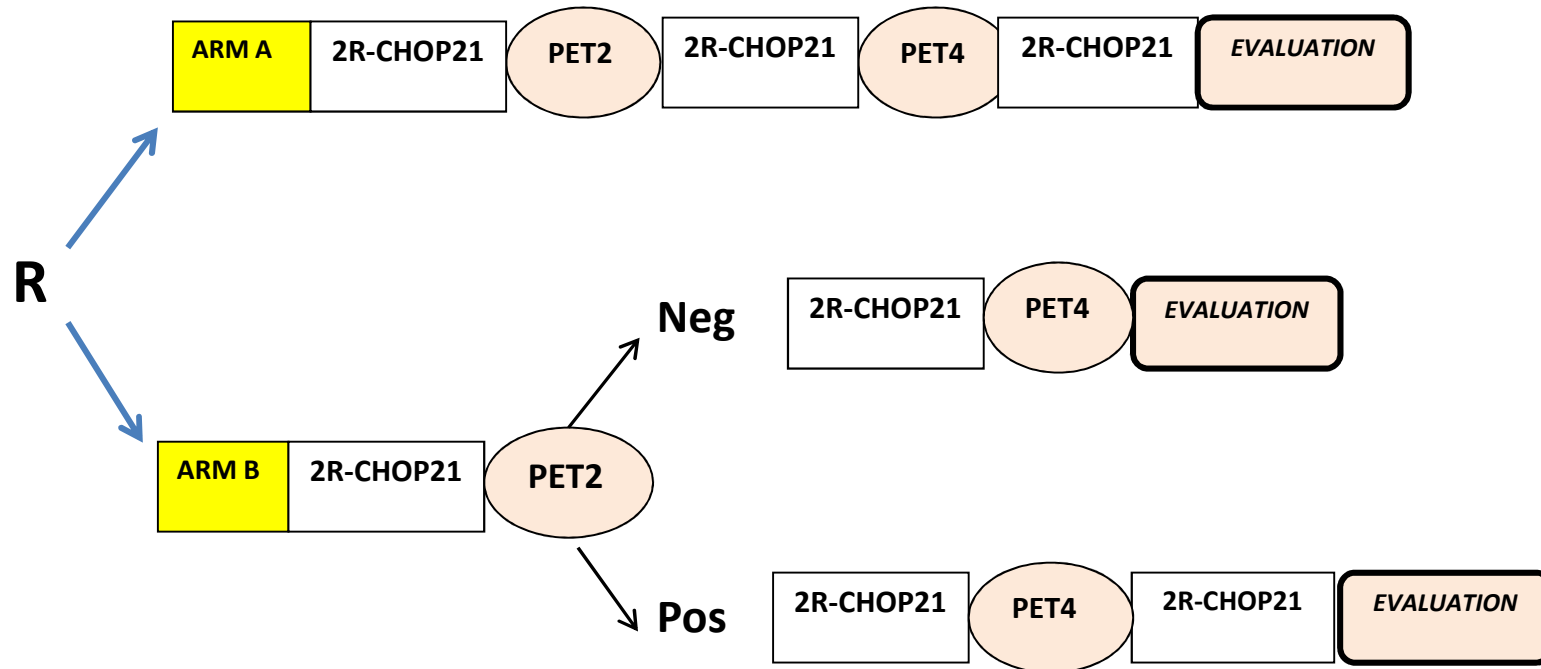 ARM A 2R-CHOP21 PET2 2R-CHOP21 PET4 2R-CHOP21 EVALUATION
R
Neg 2R-CHOP21 PET4 EVALUATION
ARM B 2R-CHOP21 PET2
Pos 2R-CHOP21 PET4 2R-CHOP21 EVALUATION